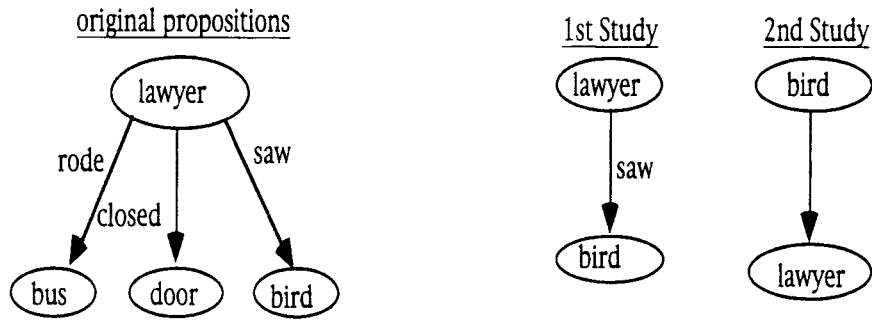 original propositions
lawyer
rode
closed
saw
bus
door
bird
1st Study
lawyer
saw
bird
2nd Study
bird
lawyer